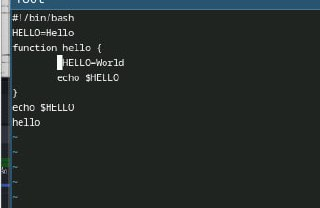 #!/bin/bash
HELLO=Hello
function hello {
HELLO=World
echo $HELLO
}
echo $HELLO
hello
~
~
~
~
~